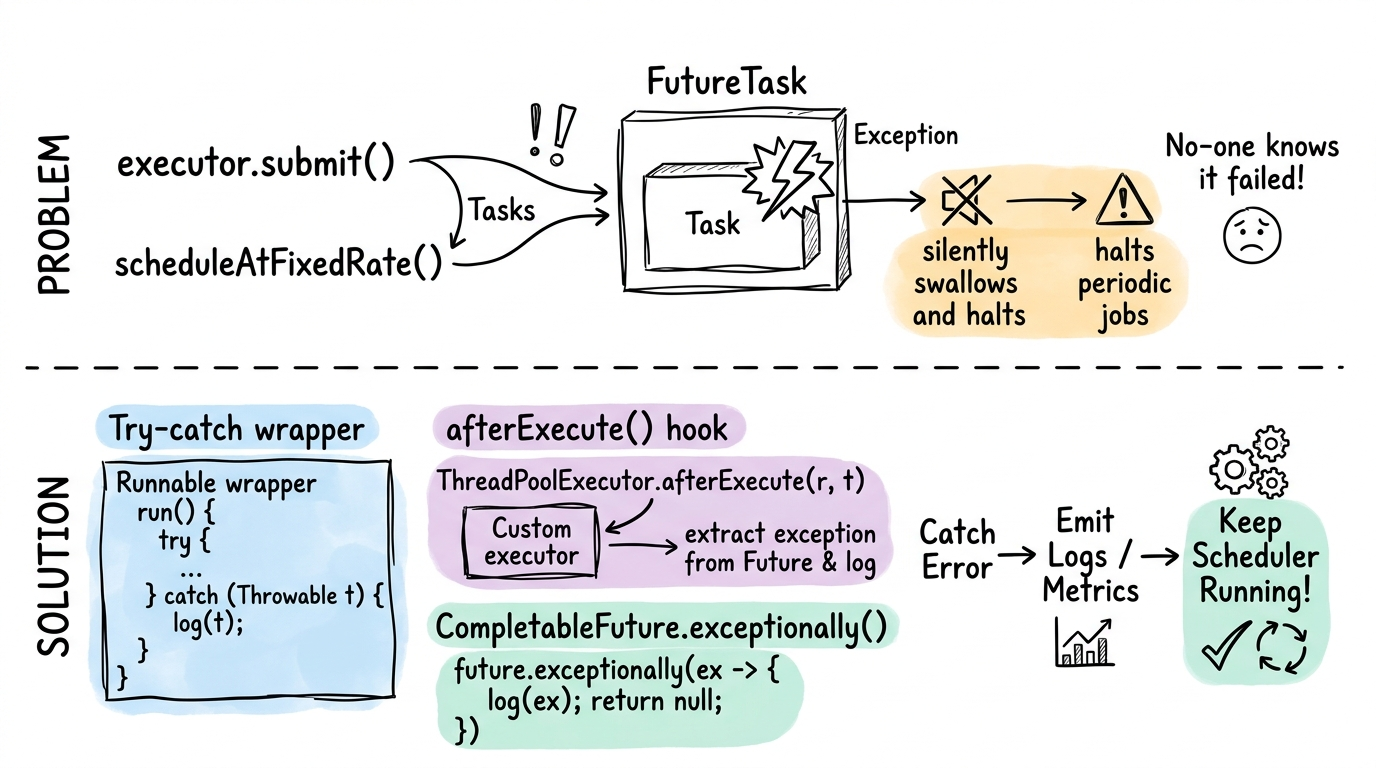 PROBLEM
executor.submit()
scheduleAtFixedRate()
!!
Tasks
FutureTask
Task
Exception
!
silently
swallows
and halts
halts
periodic
jobs
No-one knows
it failed!
SOLUTION
Try-catch wrapper
Runnable wrapper
run() {
try {
...
} catch (Throwable t) {
log(t);
}
}
afterExecute() hook
ThreadPoolExecutor.afterExecute(r, t)
Custom
executor
extract exception
from Future & log
CompletableFuture.exceptionally()
future.exceptionally(ex -> {
log(ex); return null;
})
Catch
Error
Emit
Logs /
Metrics
Keep
Scheduler
Running!